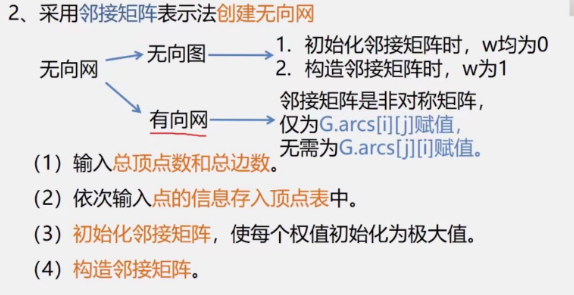 2、采用邻接矩阵表示法创建无向网
无向网
无向图
1. 初始化邻接矩阵时，w均为0
2. 构造邻接矩阵时，w为1
有向网
邻接矩阵是非对称矩阵，
仅为G.arcs[i][j]赋值，
无需为G.arcs[j][i]赋值。
（1）输入总顶点数和总边数。
（2）依次输入点的信息存入顶点表中。
（3）初始化邻接矩阵，使每个权值初始化为极大值。
（4）构造邻接矩阵。